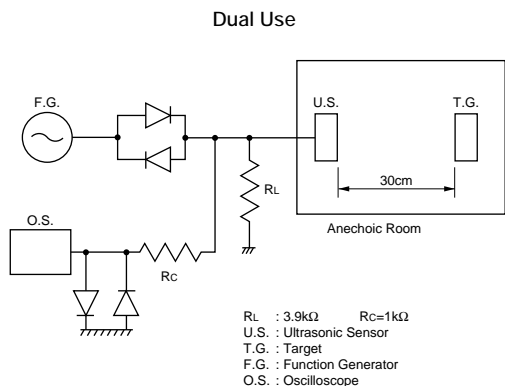 Dual Use
F.G.
U.S.
T.G.
30cm
RL
O.S.
Anechoic Room
RC
RL : 3.9kΩ RC=1kΩ
U.S. : Ultrasonic Sensor
T.G. : Target
F.G. : Function Generator
O.S. : Oscilloscope